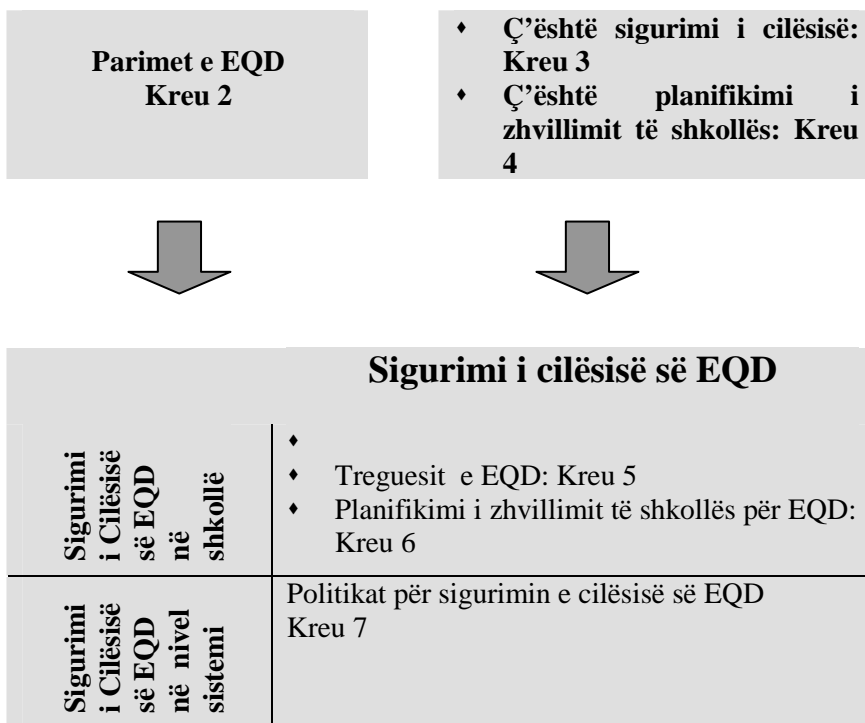 Parimet e EQD
Kreu 2
⬧ Ç’është sigurimi i cilësisë:
Kreu 3
⬧ Ç’është planifikimi i
zhvillimit të shkollës: Kreu
4
Sigurimi i cilësisë së EQD
Sigurimi
i Cilësisë
së EQD
në
shkollë
⬧
⬧ Treguesit e EQD: Kreu 5
⬧ Planifikimi i zhvillimit të shkollës për EQD:
Kreu 6
Sigurimi
i Cilësisë
së EQD
në nivel
sistemi
Politikat për sigurimin e cilësisë së EQD
Kreu 7